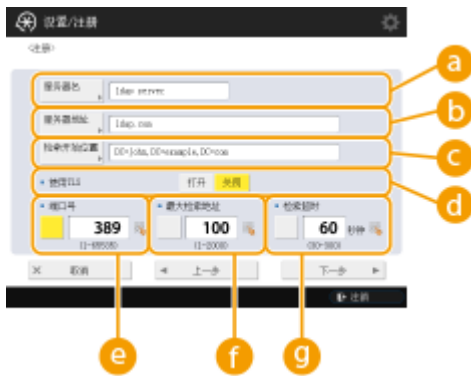 设置/注册
<注册>
a
服务器名
ldap server
b
服务器地址
ldap.com
c
检索开始位置
DC=john,DC=example,DC=com
d
使用TLS
打开
关闭
端口号
389
(1-65535)
最大检索地址
100
(1-2000)
检索超时
60
秒钟
(30-300)
× 取消
◀ 上一步
下一步 ▶
注销
e
f
g